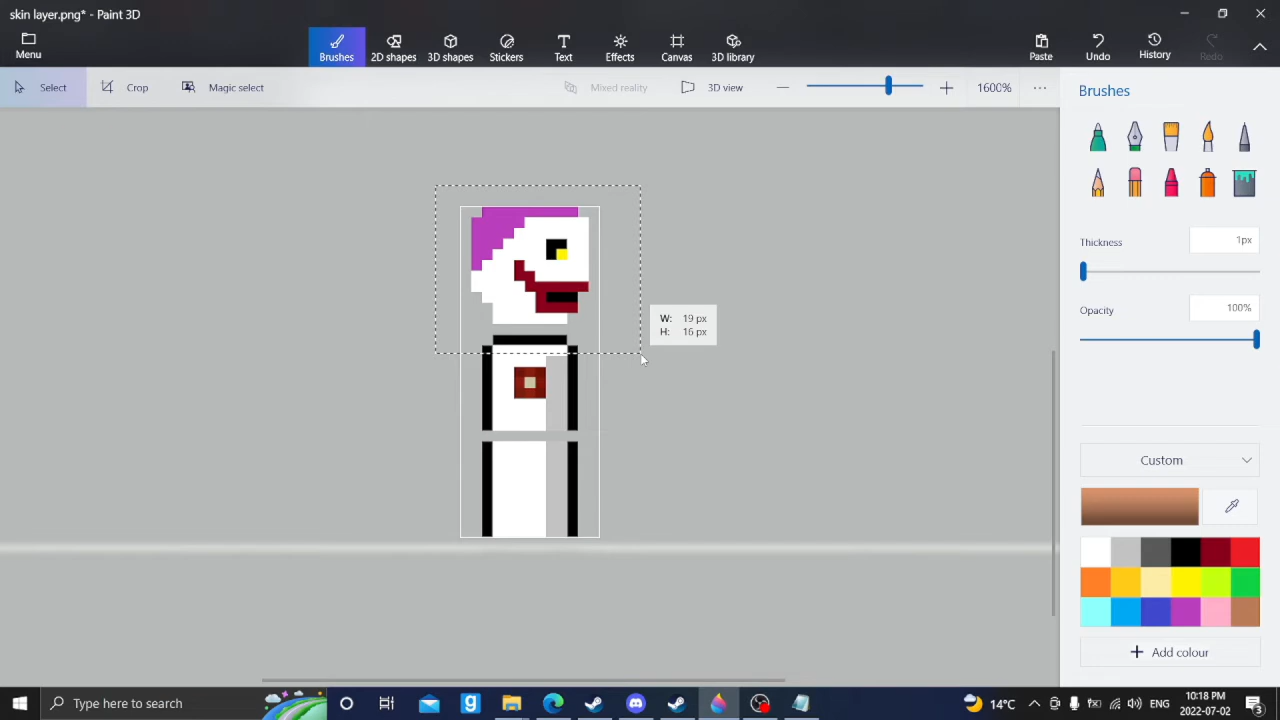 skin layer.png* - Paint 3D
Menu
Brushes
2D shapes
3D shapes
Stickers
Text
Effects
Canvas
3D library
Paste
Undo
History
Redo
Select
Crop
Magic select
Mixed reality
3D view
1600%
Brushes
Thickness
1px
Opacity
100%
W: 19 px
H: 16 px
Custom
Add colour
Type here to search
14°C
ENG
10:18 PM
2022-07-02
3